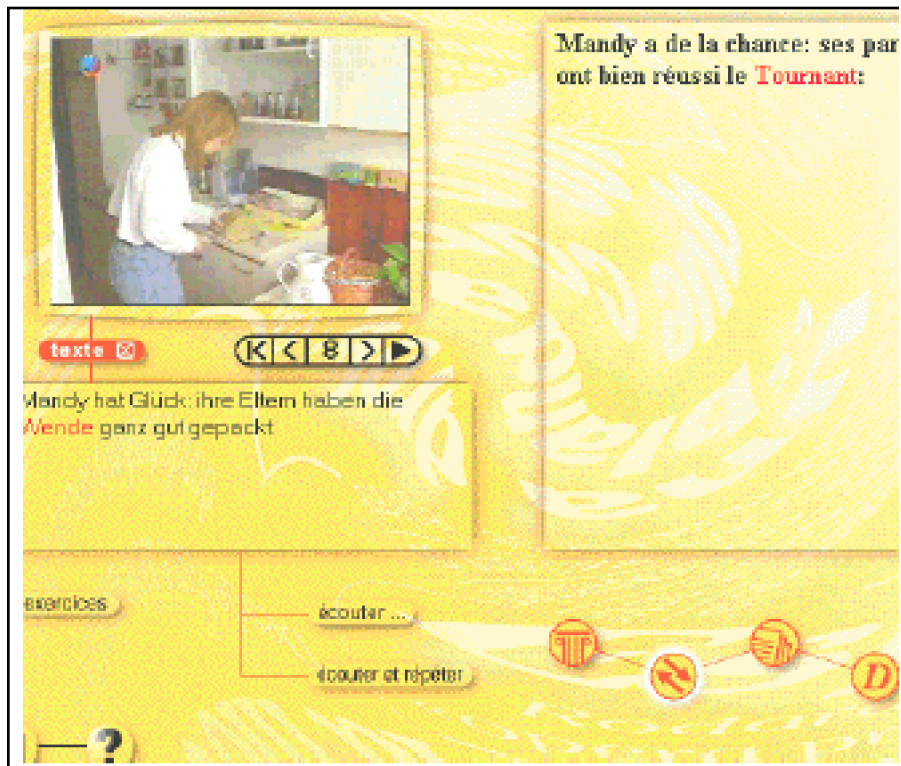 Mandy a de la chance: ses par
ont bien réussi le Tournant:
texte
8
Mandy hat Glück: ihre Eltern haben die
Wende ganz gut gepackt
exercices
écouter ...
écouter et répéter
D
?